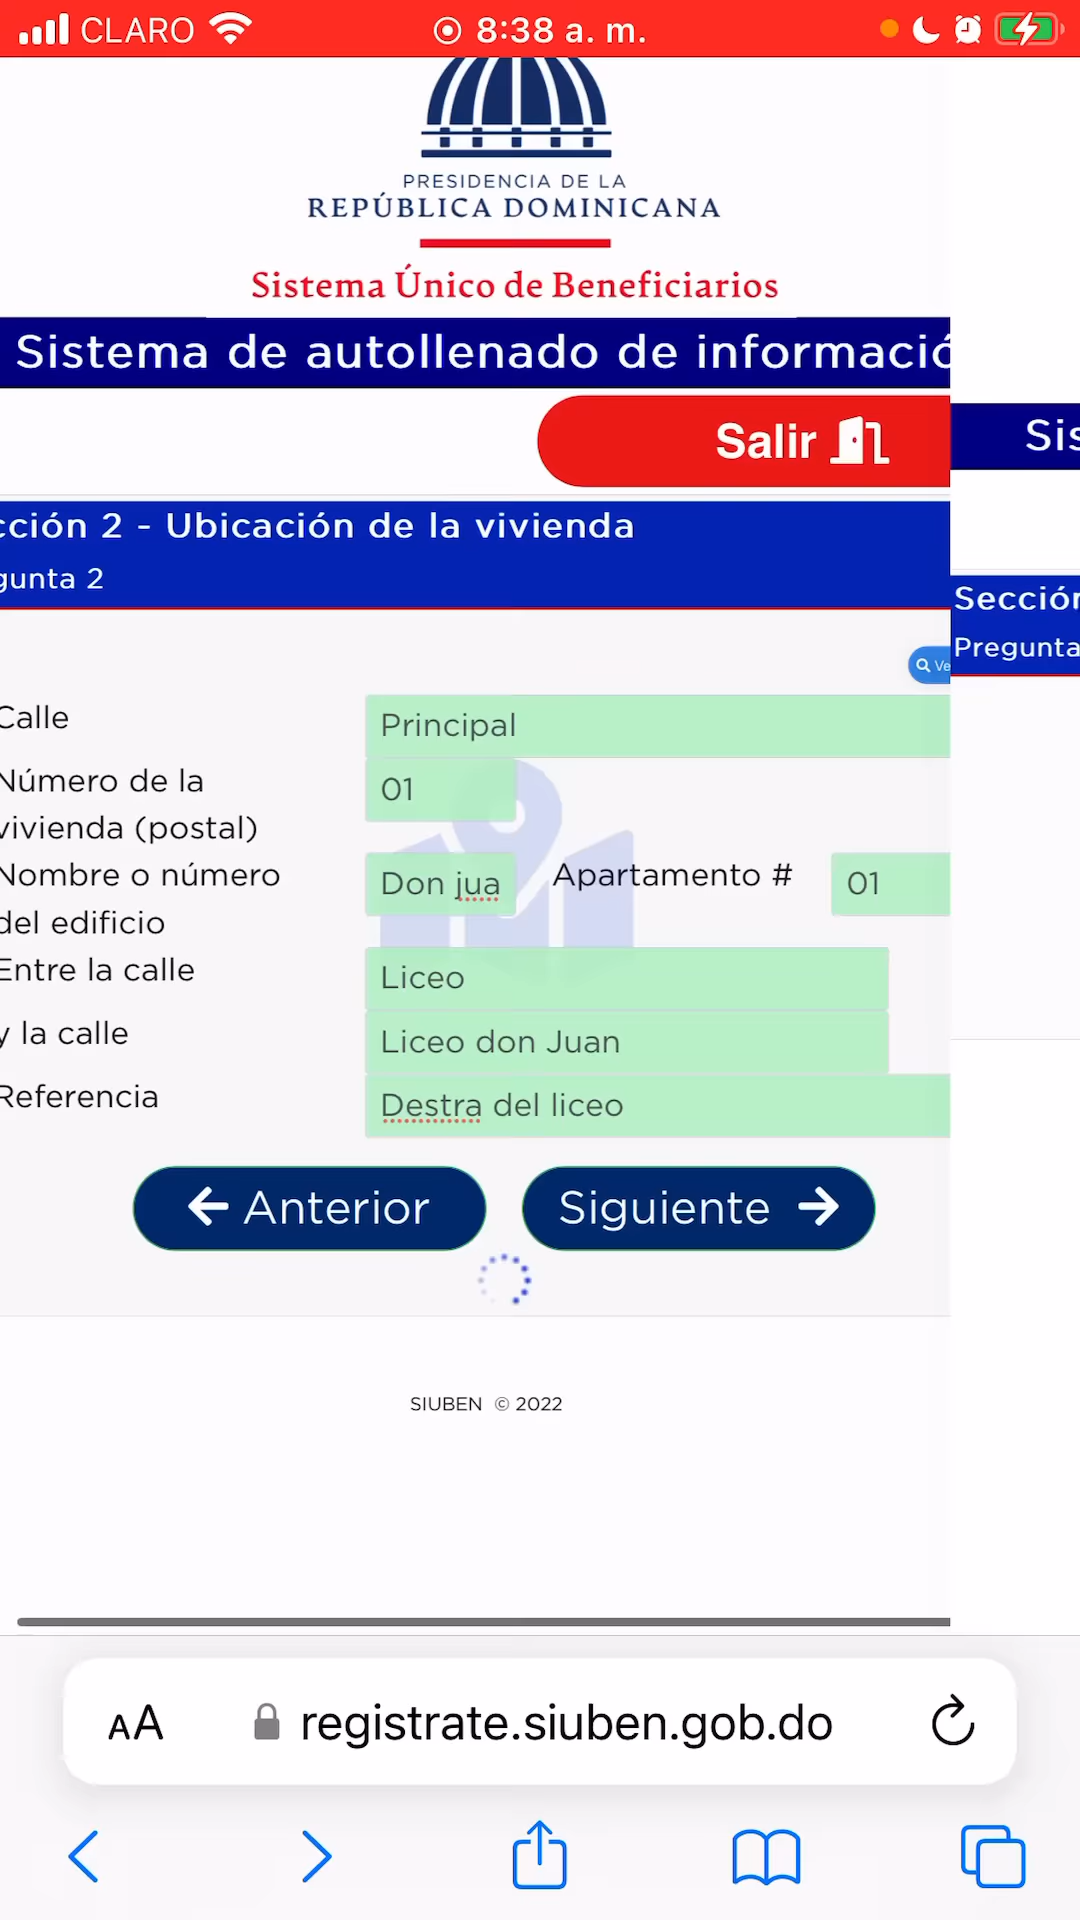 CLARO 8:38 a. m.
PRESIDENCIA DE LA
REPÚBLICA DOMINICANA
Sistema Único de Beneficiarios
Sistema de autollenado de informació
Salir
Sis
cción 2 - Ubicación de la vivienda
gunta 2
Secció
Pregunta
Ve
Calle Principal
Número de la
vivienda (postal) 01
Nombre o número
del edificio Don jua Apartamento # 01
Entre la calle Liceo
y la calle Liceo don Juan
Referencia Destra del liceo
Anterior Siguiente
SIUBEN © 2022
AA registrate.siuben.gob.do